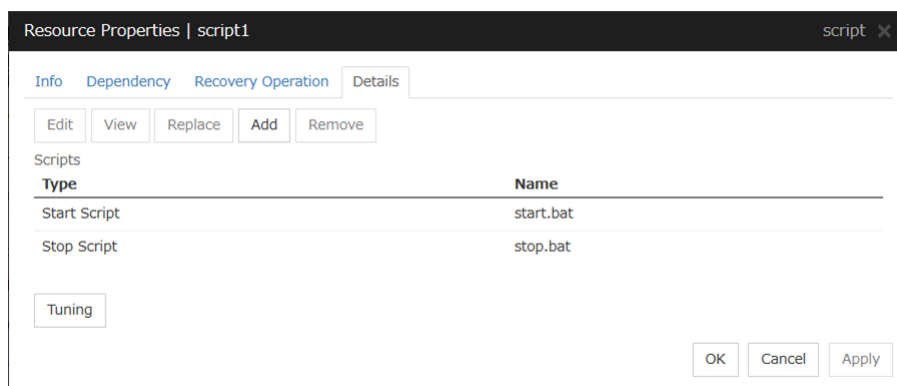 Resource Properties | script1 script ×
Info Dependency Recovery Operation Details
Edit View Replace Add Remove
Scripts
Type Name
Start Script start.bat
Stop Script stop.bat
Tuning
OK Cancel Apply